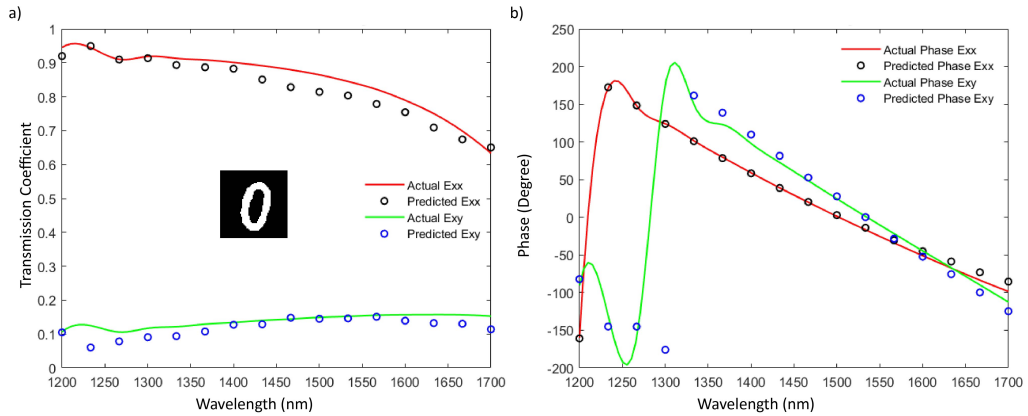 a)
1
0.9
0.8
0.7
0.6
0.5
0.4
0.3
0.2
0.1
0
Transmission Coefficient
0
Actual Exx
Predicted Exx
Actual Exy
Predicted Exy
1200 1250 1300 1350 1400 1450 1500 1550 1600 1650 1700
Wavelength (nm)
b)
250
200
150
100
50
0
-50
-100
-150
-200
Phase (Degree)
Actual Phase Exx
Predicted Phase Exx
Actual Phase Exy
Predicted Phase Exy
1200 1250 1300 1350 1400 1450 1500 1550 1600 1650 1700
Wavelength (nm)